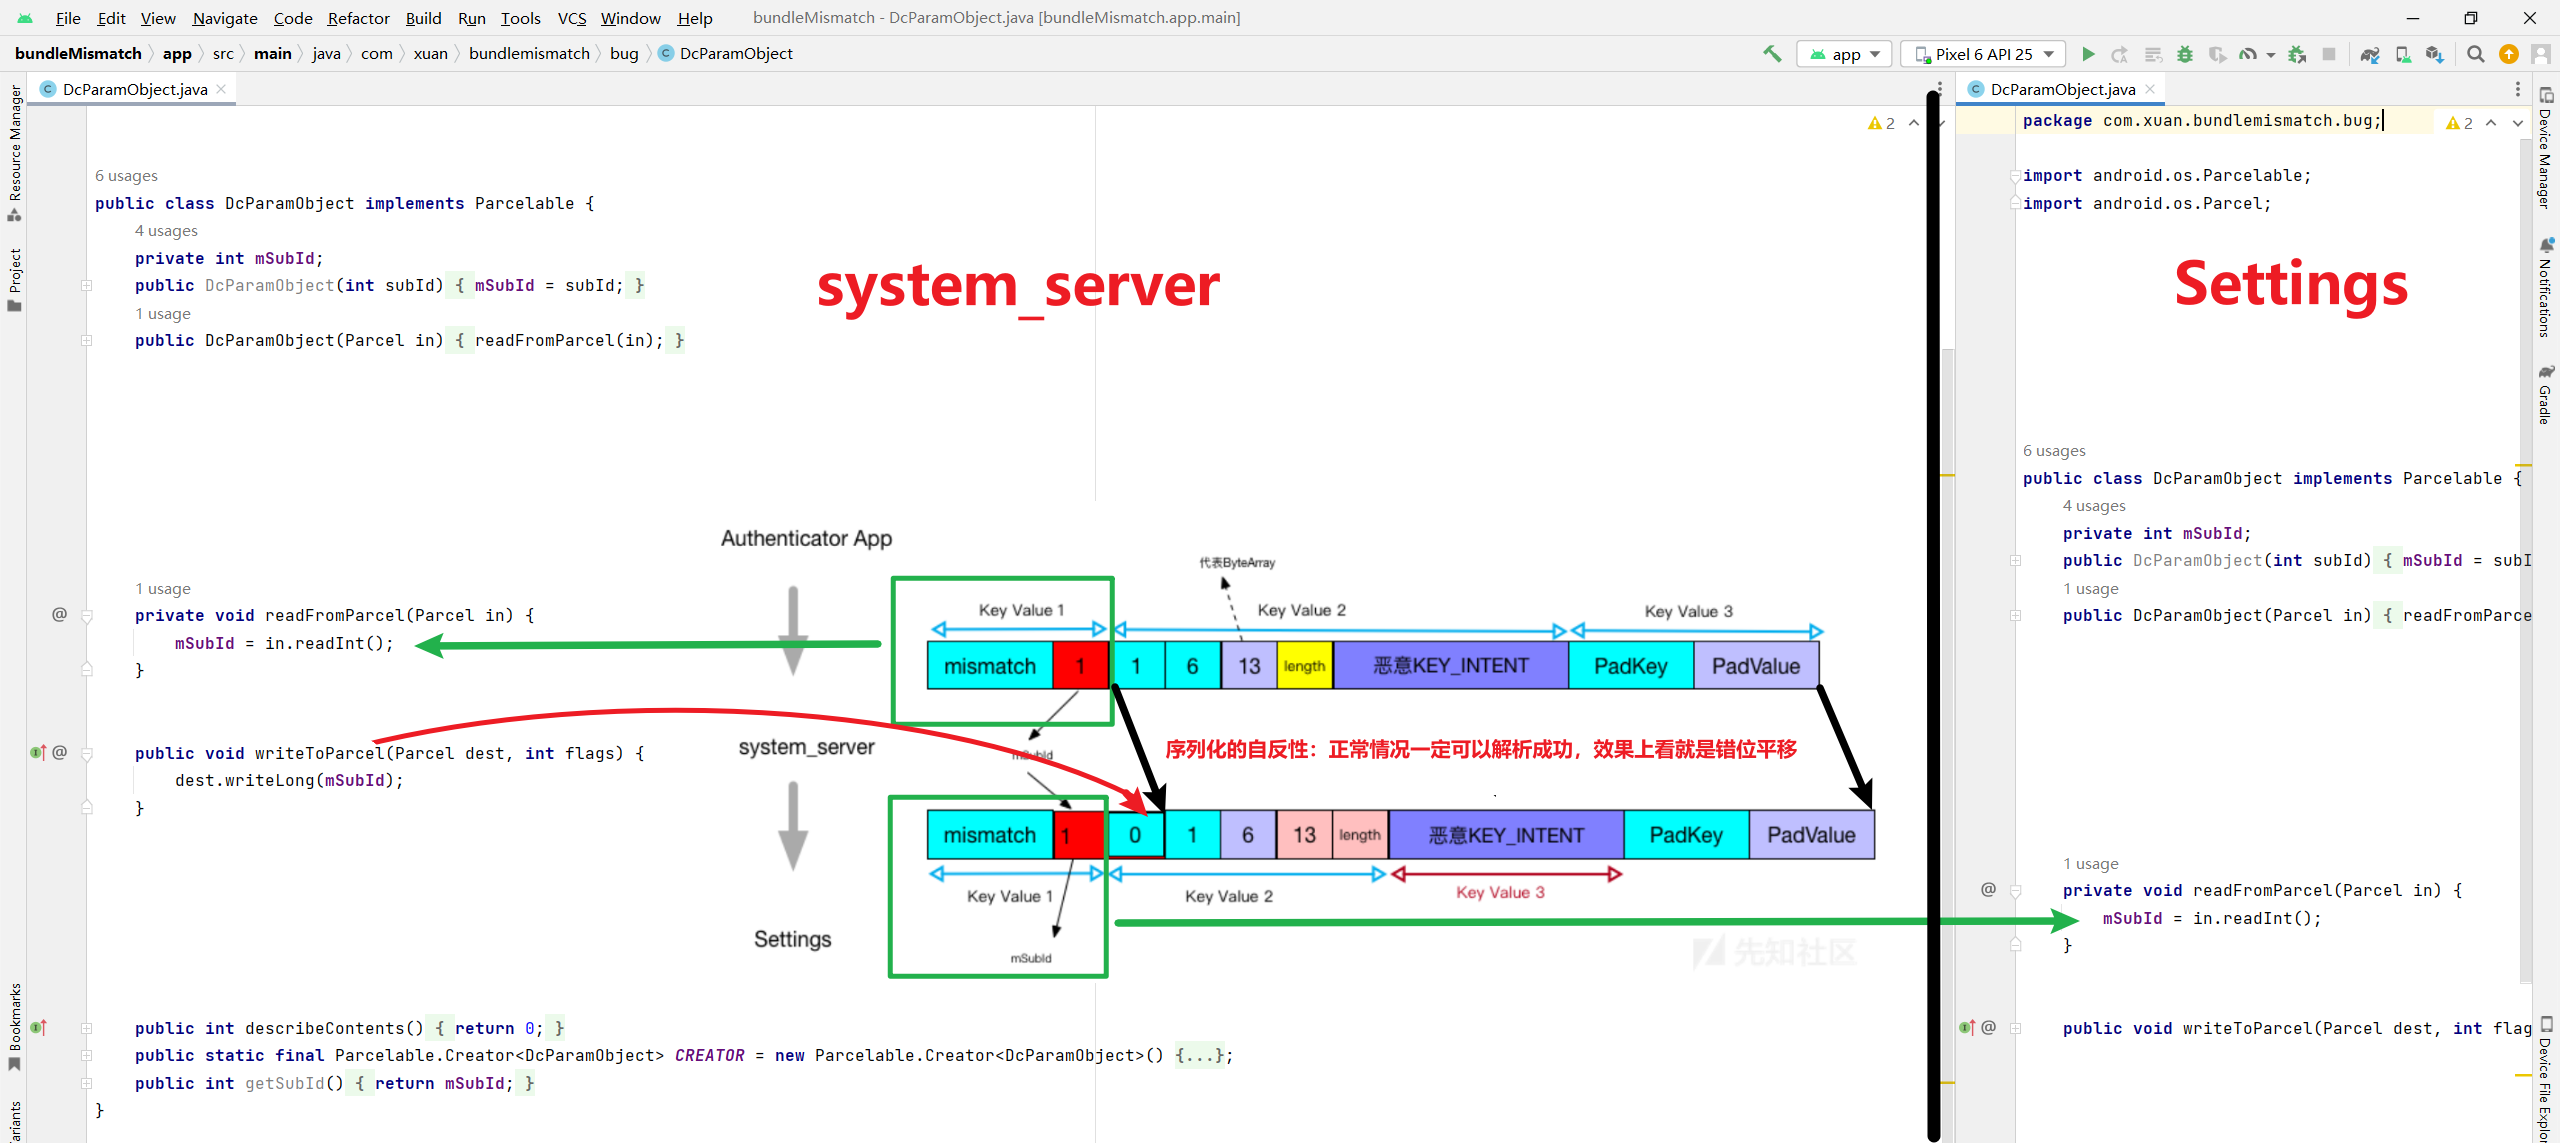 File Edit View Navigate Code Refactor Build Run Tools VCS Window Help bundleMismatch - DcParamObject.java [bundleMismatch.app.main]
bundleMismatch app src main java com xuan bundlemismatch bug DcParamObject app Pixel 6 API 25
DcParamObject.java
2
6 usages
public class DcParamObject implements Parcelable {
4 usages
private int mSubId;
public DcParamObject(int subId) { mSubId = subId; }
1 usage
public DcParamObject(Parcel in) { readFromParcel(in); }
system_server
1 usage
private void readFromParcel(Parcel in) {
mSubId = in.readInt();
}
public void writeToParcel(Parcel dest, int flags) {
dest.writeLong(mSubId);
}
public int describeContents() { return 0; }
public static final Parcelable.Creator<DcParamObject> CREATOR = new Parcelable.Creator<DcParamObject>() {...};
public int getSubId() { return mSubId; }
}
Authenticator App
代表ByteArray
Key Value 1 Key Value 2 Key Value 3
mismatch 1 1 6 13 length 恶意KEY_INTENT PadKey PadValue
system_server
mSubId
序列化的自反性：正常情况一定可以解析成功，效果上看就是错位平移
mismatch 1 0 1 6 13 length 恶意KEY_INTENT PadKey PadValue
Key Value 1 Key Value 2 Key Value 3
Settings
mSubId
先知社区
DcParamObject.java
package com.xuan.bundlemismatch.bug;
2
import android.os.Parcelable;
import android.os.Parcel;
Settings
6 usages
public class DcParamObject implements Parcelable {
4 usages
private int mSubId;
public DcParamObject(int subId) { mSubId = subI
1 usage
public DcParamObject(Parcel in) { readFromParce
1 usage
private void readFromParcel(Parcel in) {
mSubId = in.readInt();
}
public void writeToParcel(Parcel dest, int flag
Resource Manager
Project
Bookmarks
ariants
Device Manager
Notifications
Gradle
Device File Explor